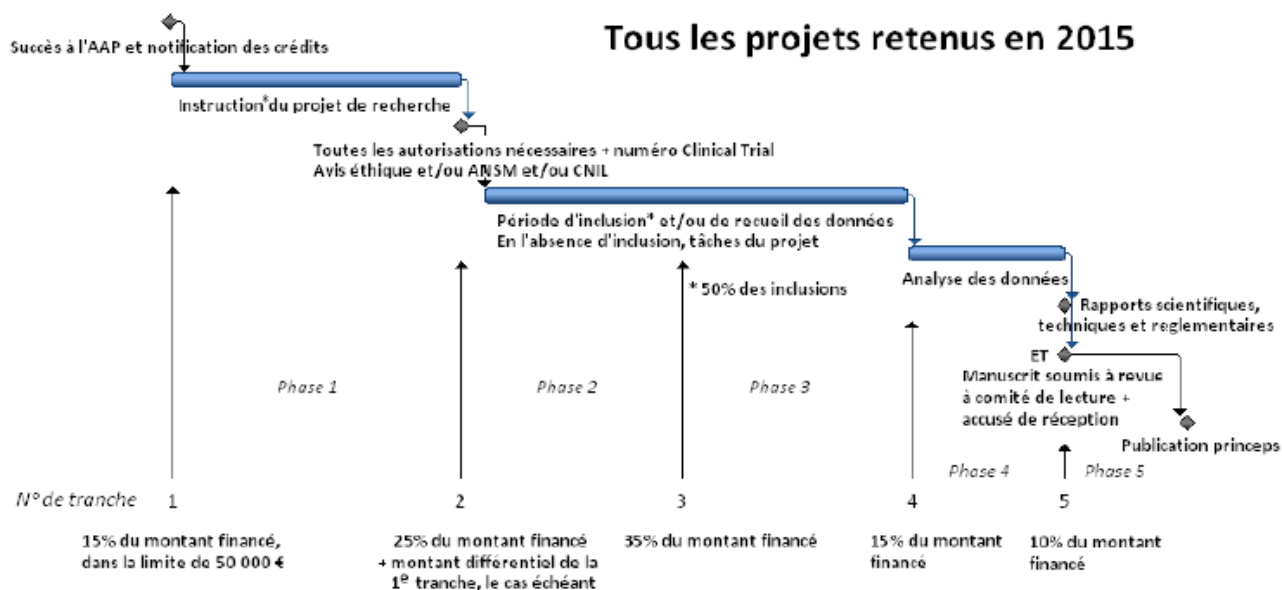 Tous les projets retenus en 2015
Succès à l'AAP et notification des crédits
Instruction* du projet de recherche
Toutes les autorisations nécessaires + numéro Clinical Trial
Avis éthique et/ou ANSM et/ou CNIL
Période d'inclusion* et/ou de recueil des données
En l'absence d'inclusion, tâches du projet
* 50% des inclusions
Analyse des données
Rapports scientifiques,
techniques et reglementaires
ET
Manuscrit soumis à revue
à comité de lecture +
accusé de réception
Publication princeps
Phase 1
Phase 2
Phase 3
Phase 4
Phase 5
N° de tranche 1 2 3 4 5
15% du montant financé,
dans la limite de 50 000 €
25% du montant financé
+ montant différentiel de la
1e tranche, le cas échéant
35% du montant financé
15% du montant
financé
10% du montant
financé